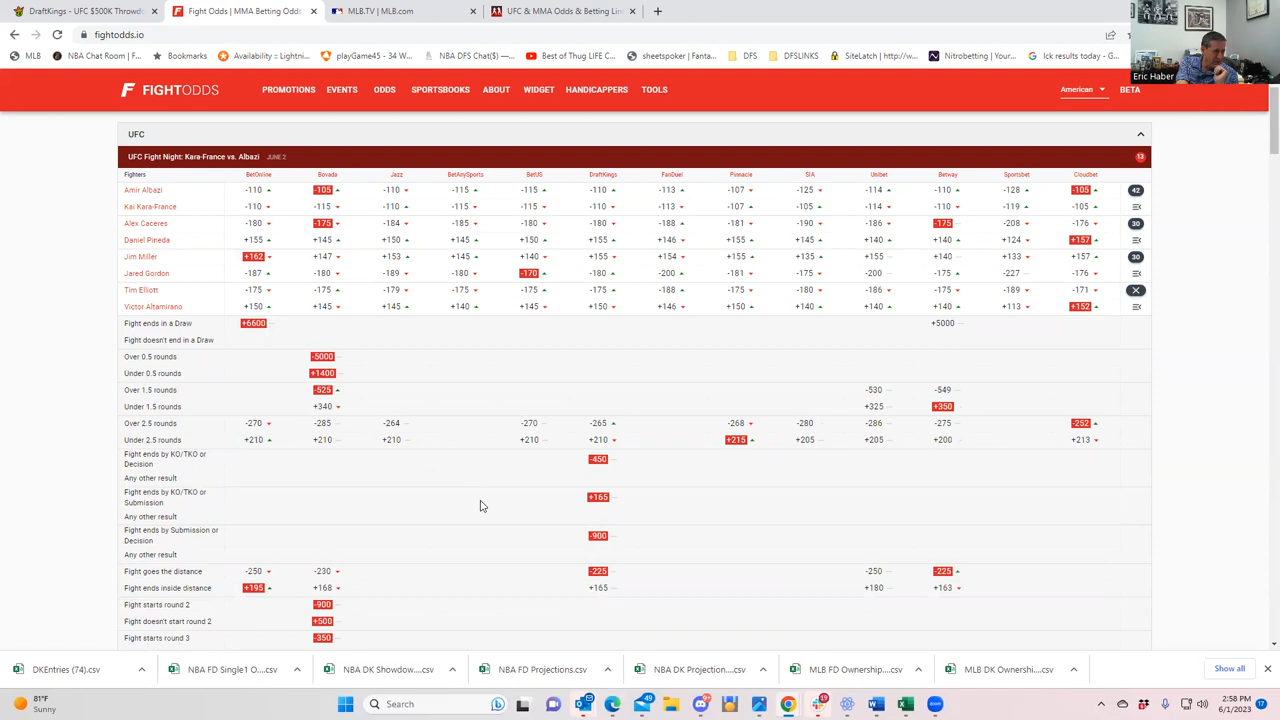 DraftKings - UFC $500K Throwdo
Fight Odds | MMA Betting Odds
MLB.TV | MLB.com
UFC & MMA Odds & Betting Lin
fightodds.io
MLB
NBA Chat Room | F...
Bookmarks
Availability :: Lightni...
playGame45 - 34 W...
NBA DFS Chat($) -...
Best of Thug LIFE C...
sheetspoker | Fanta...
DFS
DFSLINKS
SiteLatch | http://w...
Nitrobetting | Your...
Ick results today - G...
Eric Haber
FIGHTODDS
PROMOTIONS EVENTS ODDS SPORTSBOOKS ABOUT WIDGET HANDICAPPERS TOOLS
American
BETA
UFC
UFC Fight Night: Kara-France vs. Albazi JUNE 2 13
Fighters BetOnline Bovada Jazz BetAnySports BetUS DraftKings FanDuel Pinnacle SIA Unibet Betway Sportsbet Cloudbet
Amir Albazi -110 -105 -110 -115 -115 -110 -113 -107 -125 -114 -110 -128 -105 42
Kai Kara-France -110 -115 -110 -115 -115 -110 -113 -107 -105 -114 -110 -119 -105
Alex Caceres -180 -175 -184 -185 -180 -180 -188 -181 -190 -186 -175 -208 -176 30
Daniel Pineda +155 +145 +150 +145 +150 +155 +146 +155 +145 +140 +140 +124 +157
Jim Miller +162 +147 +153 +145 +140 +155 +154 +155 +135 +155 +140 +133 +157 30
Jared Gordon -187 -180 -189 -180 -170 -180 -200 -181 -175 -200 -175 -227 -176
Tim Elliott -175 -175 -179 -175 -175 -175 -188 -175 -180 -186 -175 -189 -171
Victor Altamirano +150 +145 +145 +140 +145 +150 +146 +150 +140 +140 +140 +113 +152
Fight ends in a Draw +6600 +5000
Fight doesn't end in a Draw
Over 0.5 rounds -5000
Under 0.5 rounds +1400
Over 1.5 rounds -525 -530 -549
Under 1.5 rounds +340 +325 +350
Over 2.5 rounds -270 -285 -264 -270 -265 -268 -280 -286 -275 -252
Under 2.5 rounds +210 +210 +210 +210 +210 +215 +205 +205 +200 +213
Fight ends by KO/TKO or
Decision
-450
Any other result
Fight ends by KO/TKO or
Submission
+165
Any other result
Fight ends by Submission or
Decision
-900
Any other result
Fight goes the distance -250 -230 -225 -250 -225
Fight ends inside distance +195 +168 +165 +180 +163
Fight starts round 2 -900
Fight doesn't start round 2 +500
Fight starts round 3 -350
DKEntries (74).csv
NBA FD Single1 O....csv
NBA DK Showdow....csv
NBA FD Projections.csv
NBA DK Projection....csv
MLB FD Ownership....csv
MLB DK Ownershi....csv
Show all
81°F
Sunny
Search
49
19
2:58 PM
6/1/2023
17